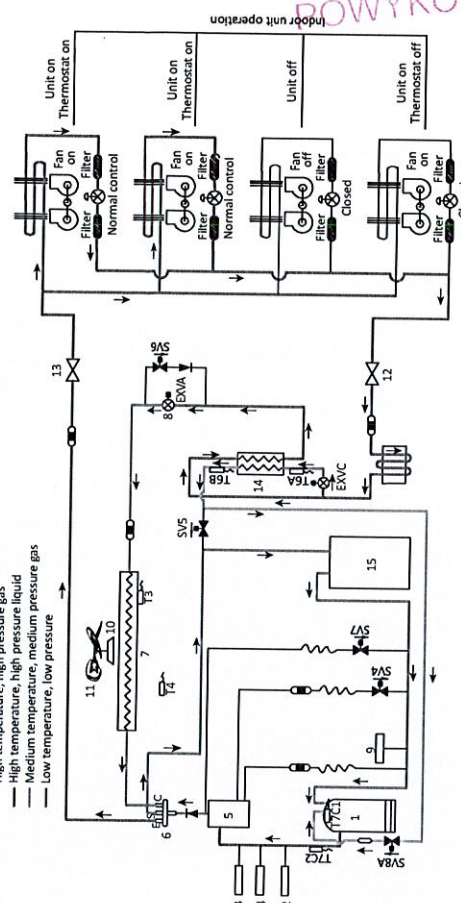 High temperature, high pressure gas
High temperature, high pressure liquid
Medium temperature, medium pressure gas
Low temperature, low pressure
Indoor unit operation
Unit on
Thermostat on
Unit on
Thermostat on
Unit off
Unit on
Thermostat off
Fan
on
Filter
Filter
Normal control
Fan
on
Filter
Filter
Normal control
Fan
off
Filter
Filter
Closed
Fan
on
Filter
Filter
13
12
SV6
8
EXVA
T6B
T6A
14
EXVC
SV5
11
10
7
T3
T4
15
SV7
SV4
9
6
5
T7C1
T7C2
1
SV8A
POWYKO